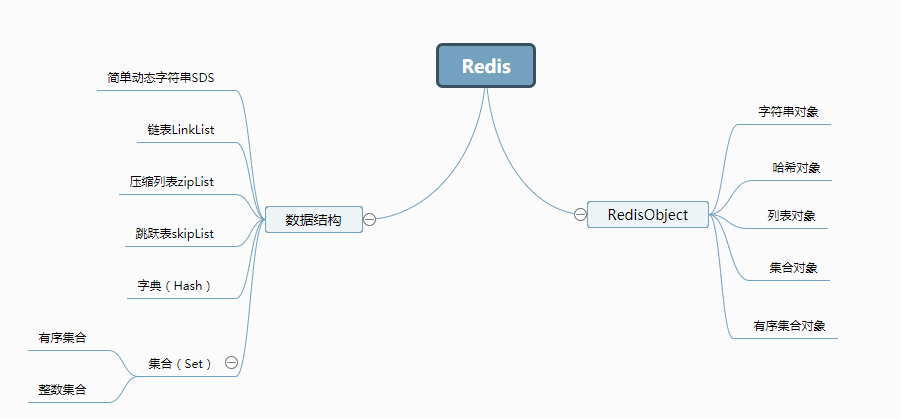 Redis
数据结构
简单动态字符串SDS
链表LinkList
压缩列表zipList
跳跃表skipList
字典（Hash）
集合（Set）
有序集合
整数集合
RedisObject
字符串对象
哈希对象
列表对象
集合对象
有序集合对象